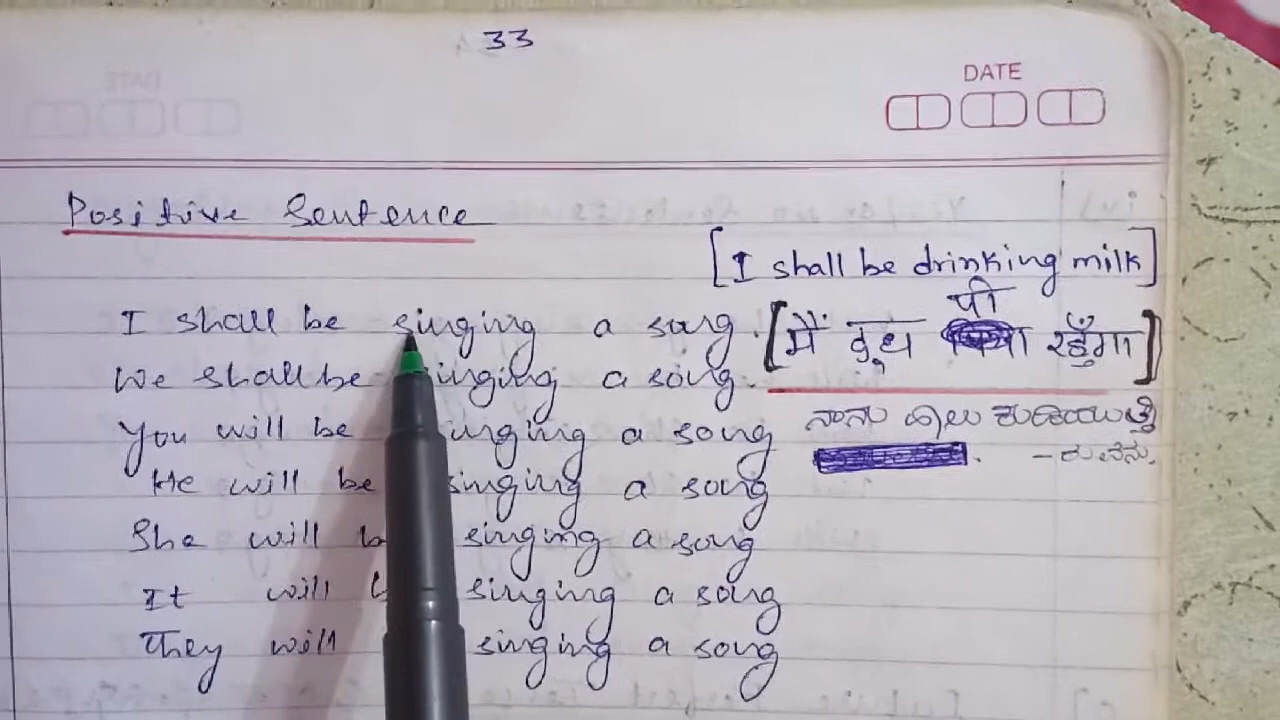 33
DATE
Positive Sentence
[I shall be drinking milk]
I shall be singing a song.
पी
[मैं दूध रहूँगा]
We shall be singing a song.
You will be singing a song
ನಾನು ಹಾಲು ಕುಡಿಯುತ್ತಿ
-ರುವೆನು.
He will be singing a song
She will b singing a song
It will b singing a song
They will singing a song